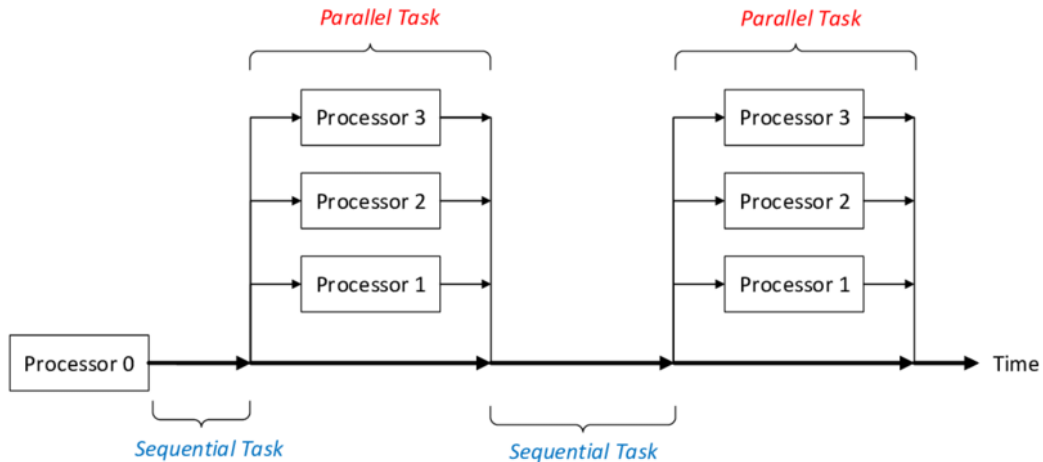 Parallel Task
Parallel Task
Processor 3
Processor 3
Processor 2
Processor 2
Processor 1
Processor 1
Processor 0
Time
Sequential Task
Sequential Task